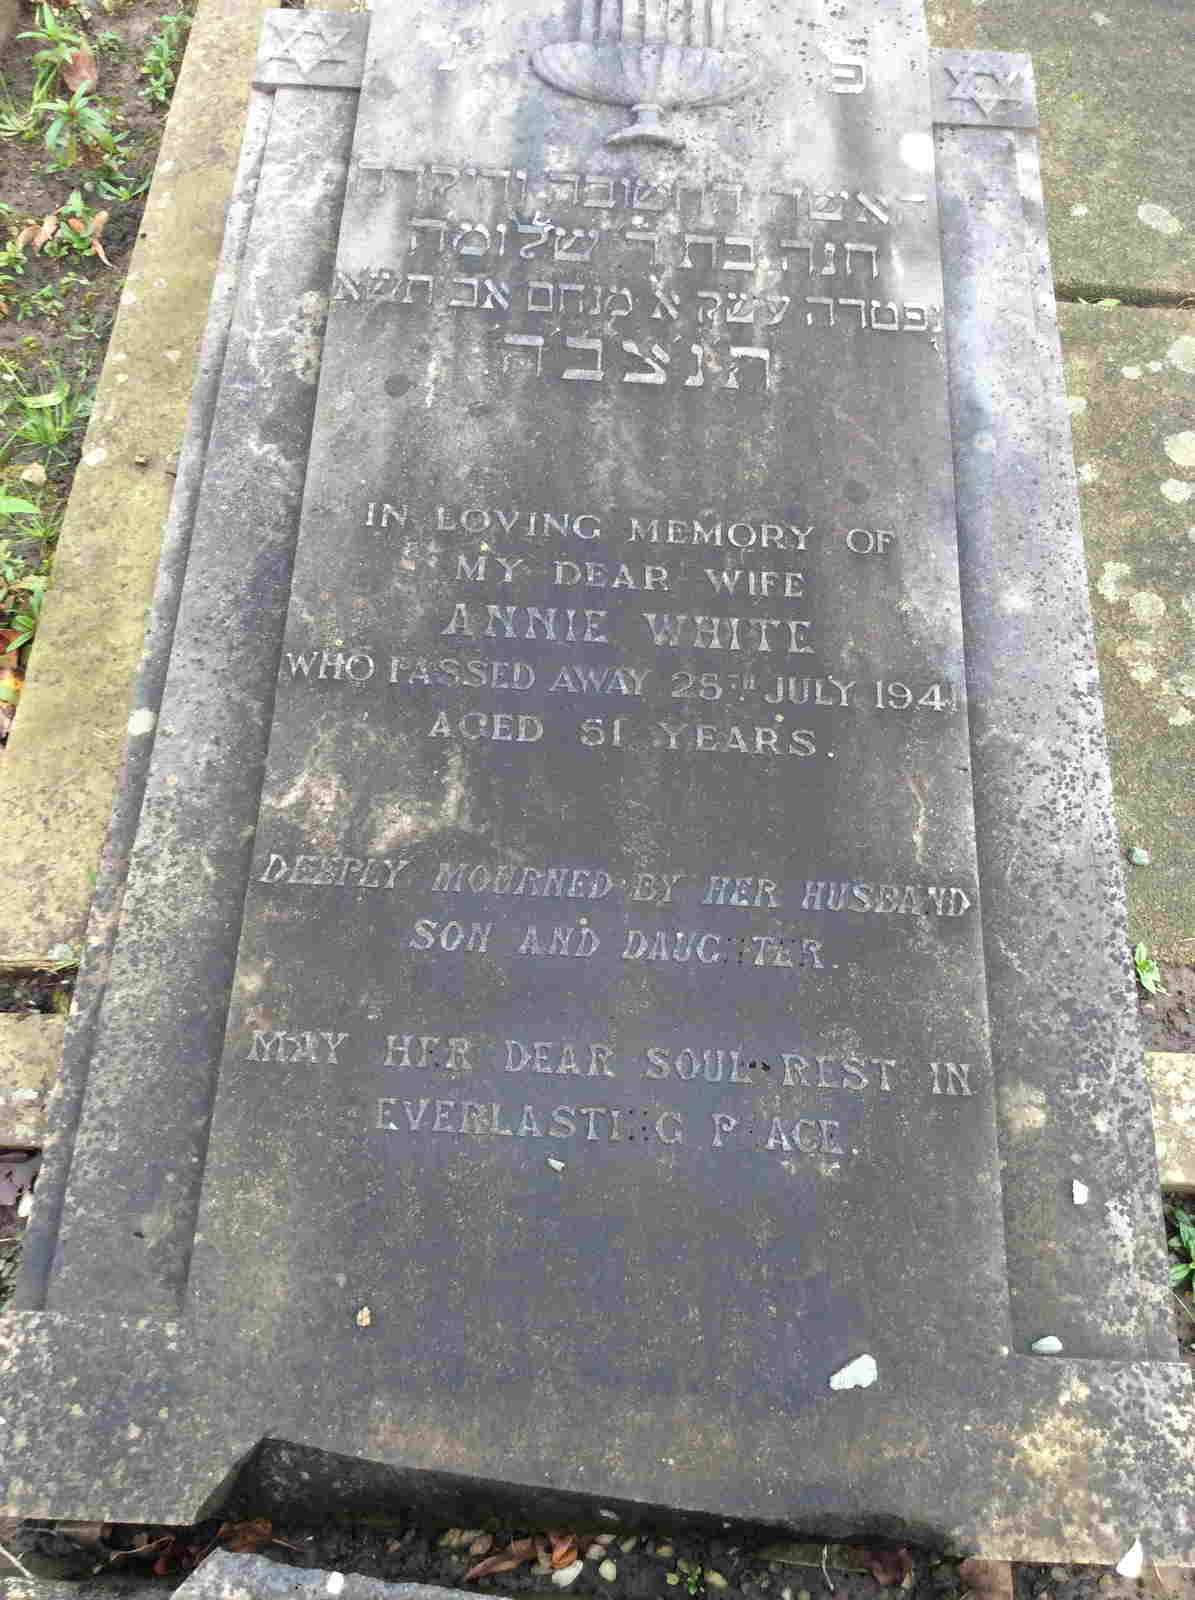 פ נ
האשה החשובה והיקרה
חנה בת ר' שלומה
נפטרה עשק א מנחם אב תשא
תנצבה
IN LOVING MEMORY OF
MY DEAR WIFE
ANNIE WHITE
WHO PASSED AWAY 25TH JULY 1941
AGED 51 YEARS.
DEEPLY MOURNED BY HER HUSBAND
SON AND DAUGHTER.
MAY HER DEAR SOUL REST IN
EVERLASTING PEACE.